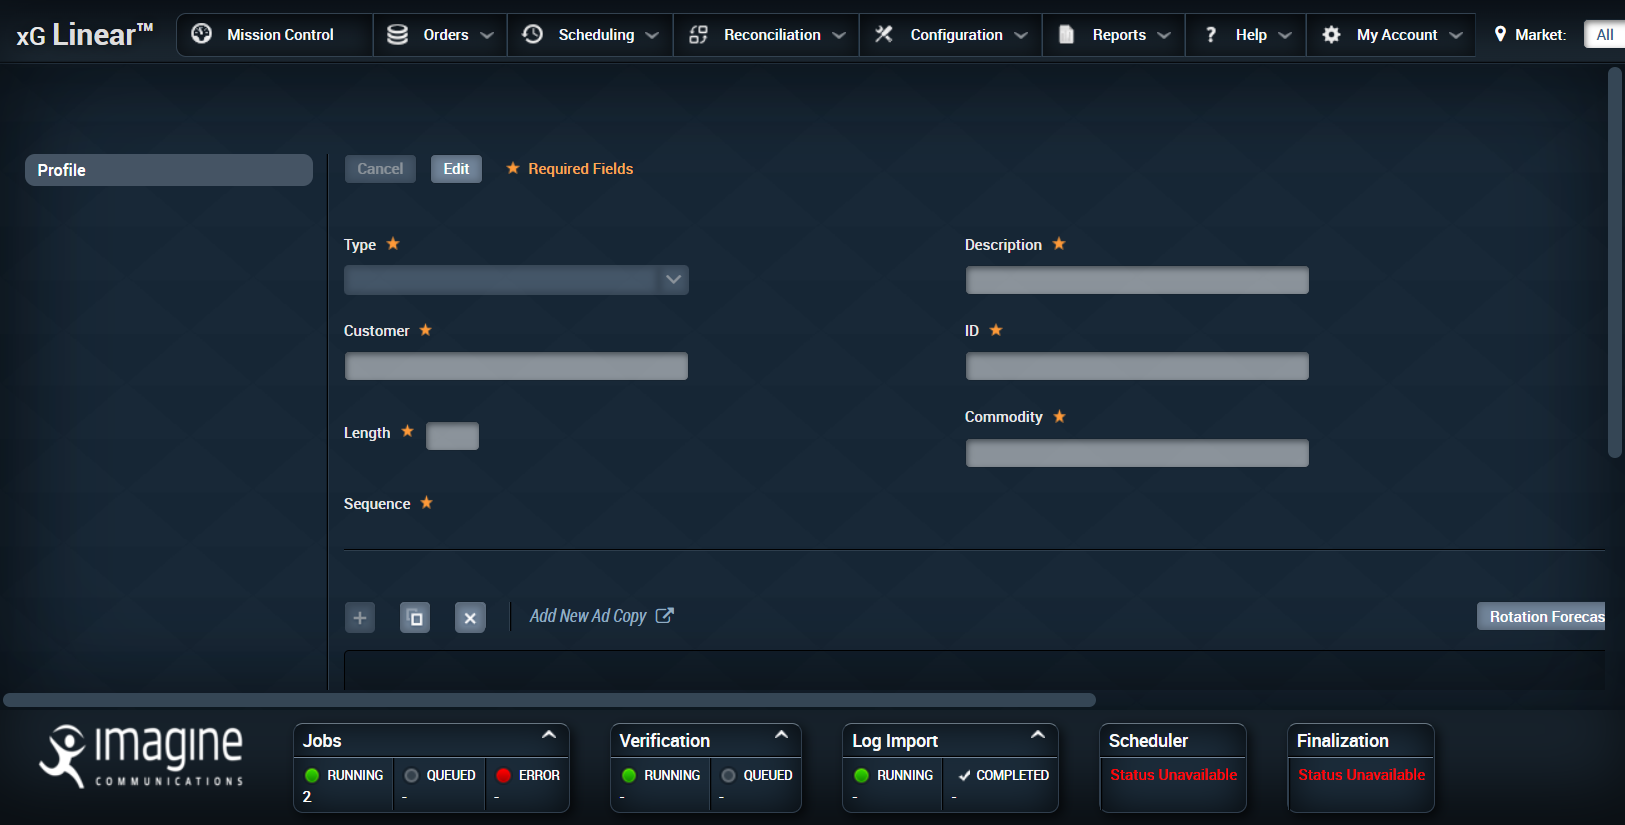 xG Linear™
Mission Control
Orders
Scheduling
Reconciliation
Configuration
Reports
? Help
My Account
Market:
All
Profile
Cancel
Edit
Required Fields
Type
Description
Customer
ID
Length
Commodity
Sequence
Add New Ad Copy
Rotation Forecas
imagine
COMMUNICATIONS
Jobs
RUNNING
2
QUEUED
-
ERROR
-
Verification
RUNNING
-
QUEUED
-
Log Import
RUNNING
-
COMPLETED
-
Scheduler
Status Unavailable
Finalization
Status Unavailable